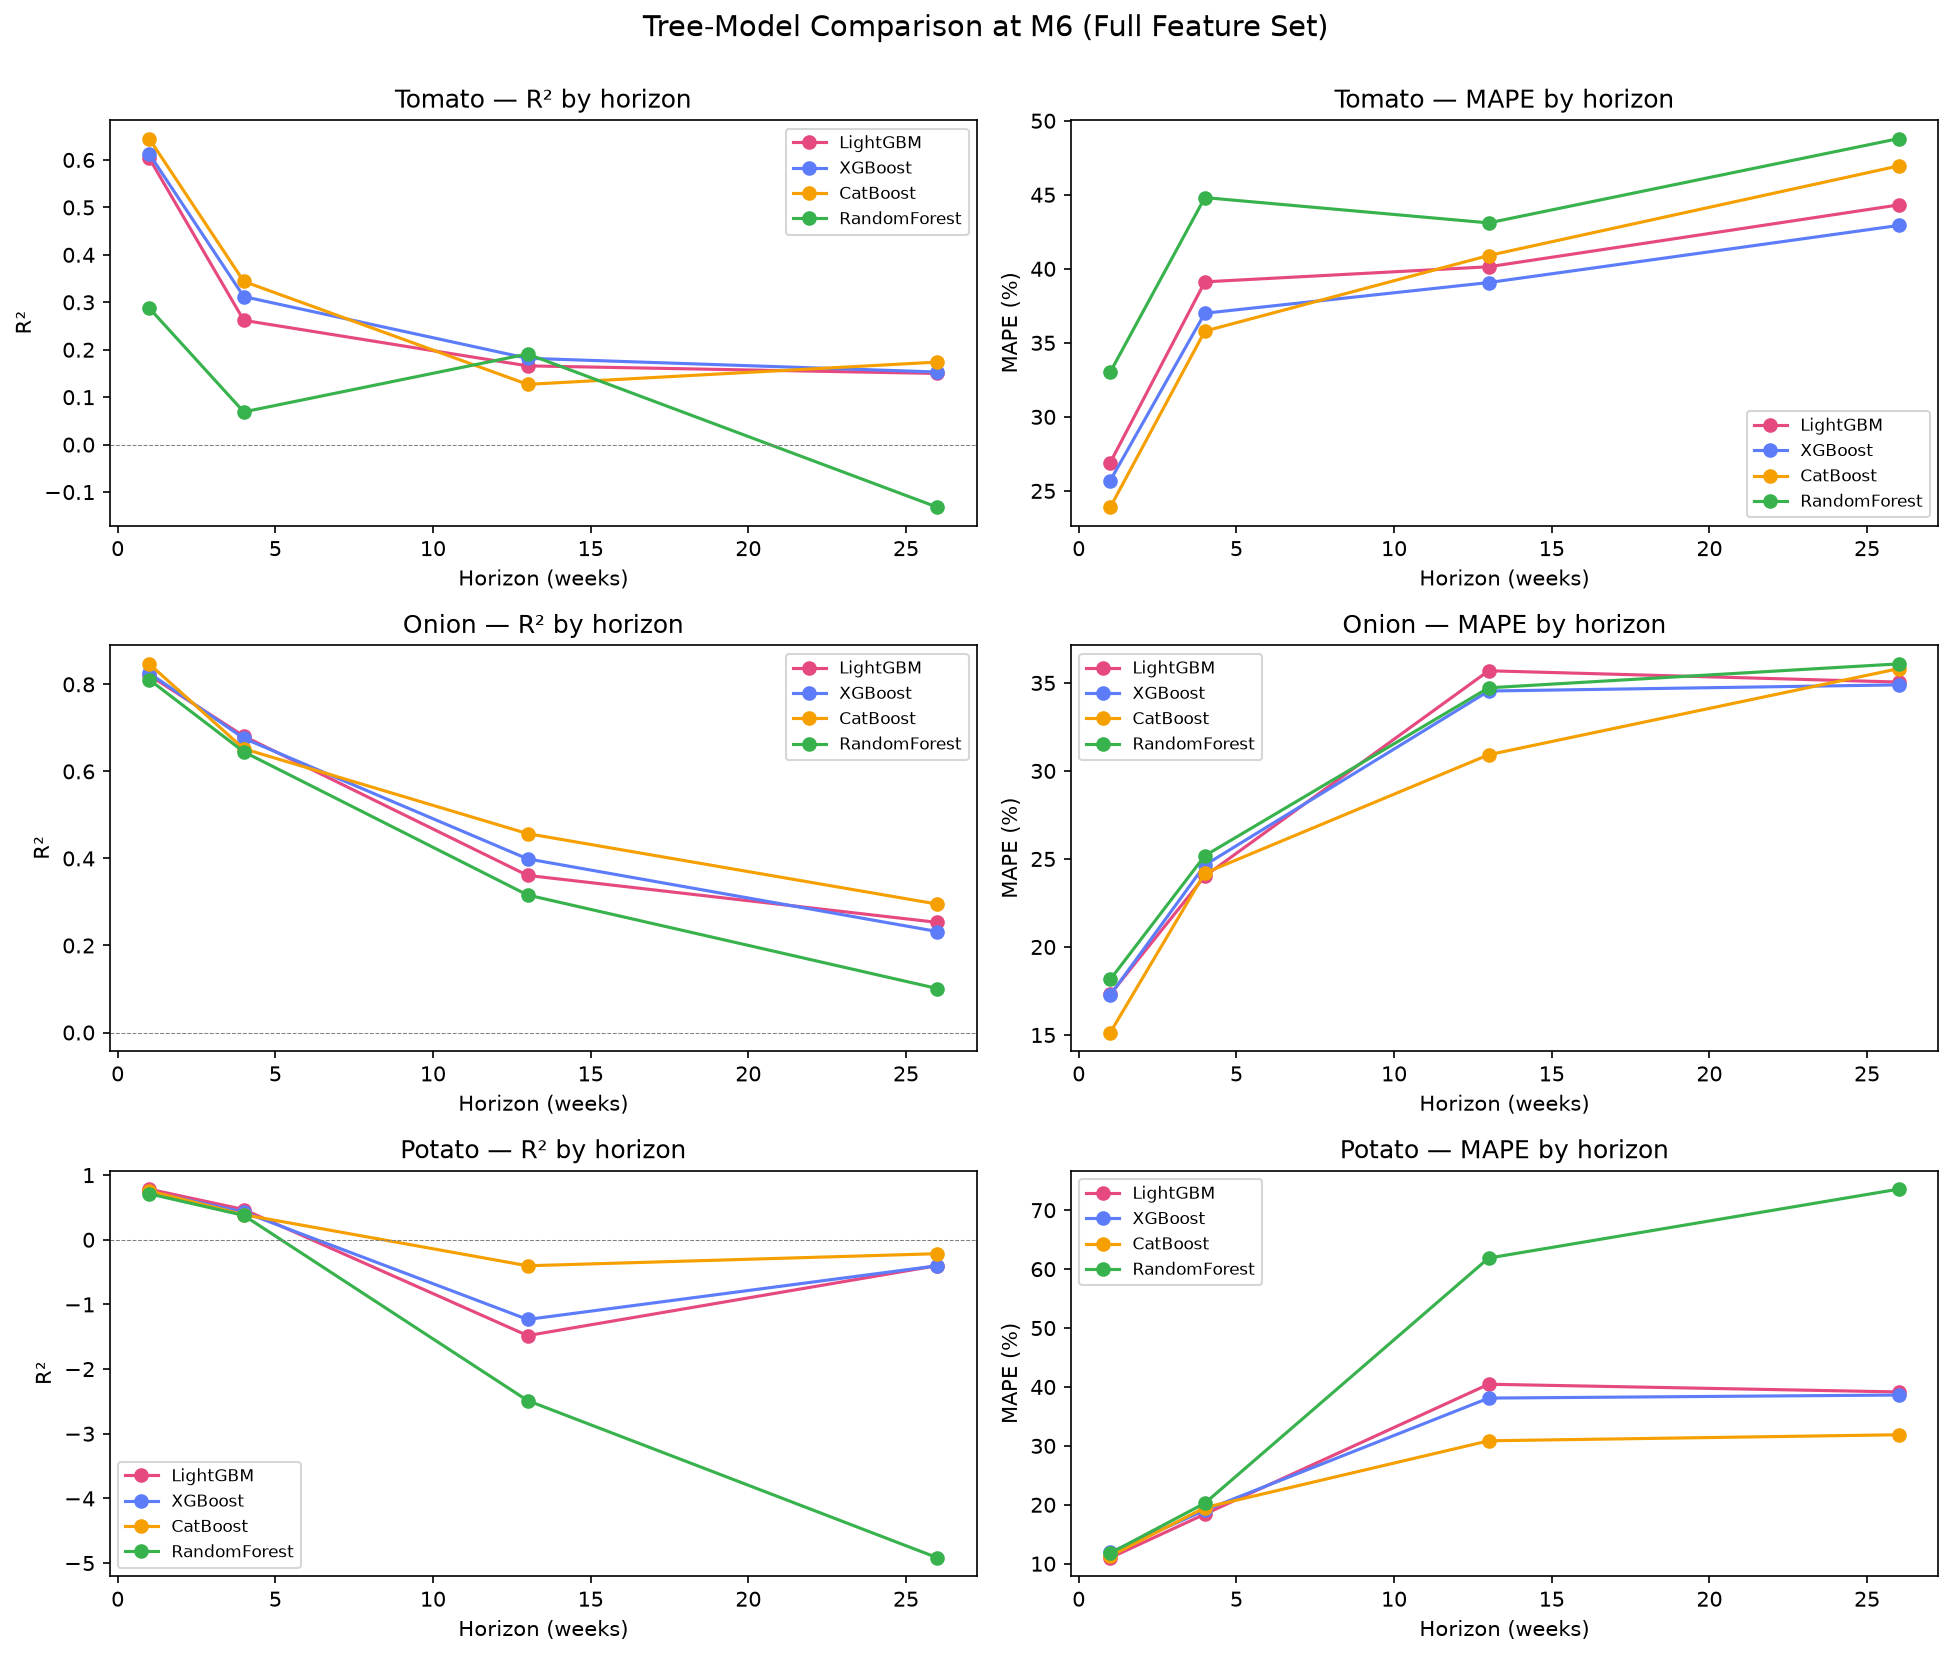 Tree-Model Comparison at M6 (Full Feature Set)
Tomato — R² by horizon
R²
0.6
0.5
0.4
0.3
0.2
0.1
0.0
−0.1
0 5 10 15 20 25
Horizon (weeks)
LightGBM
XGBoost
CatBoost
RandomForest
Tomato — MAPE by horizon
MAPE (%)
50
45
40
35
30
25
0 5 10 15 20 25
Horizon (weeks)
LightGBM
XGBoost
CatBoost
RandomForest
Onion — R² by horizon
R²
0.8
0.6
0.4
0.2
0.0
0 5 10 15 20 25
Horizon (weeks)
LightGBM
XGBoost
CatBoost
RandomForest
Onion — MAPE by horizon
MAPE (%)
35
30
25
20
15
0 5 10 15 20 25
Horizon (weeks)
LightGBM
XGBoost
CatBoost
RandomForest
Potato — R² by horizon
R²
1
0
−1
−2
−3
−4
−5
0 5 10 15 20 25
Horizon (weeks)
LightGBM
XGBoost
CatBoost
RandomForest
Potato — MAPE by horizon
MAPE (%)
70
60
50
40
30
20
10
0 5 10 15 20 25
Horizon (weeks)
LightGBM
XGBoost
CatBoost
RandomForest